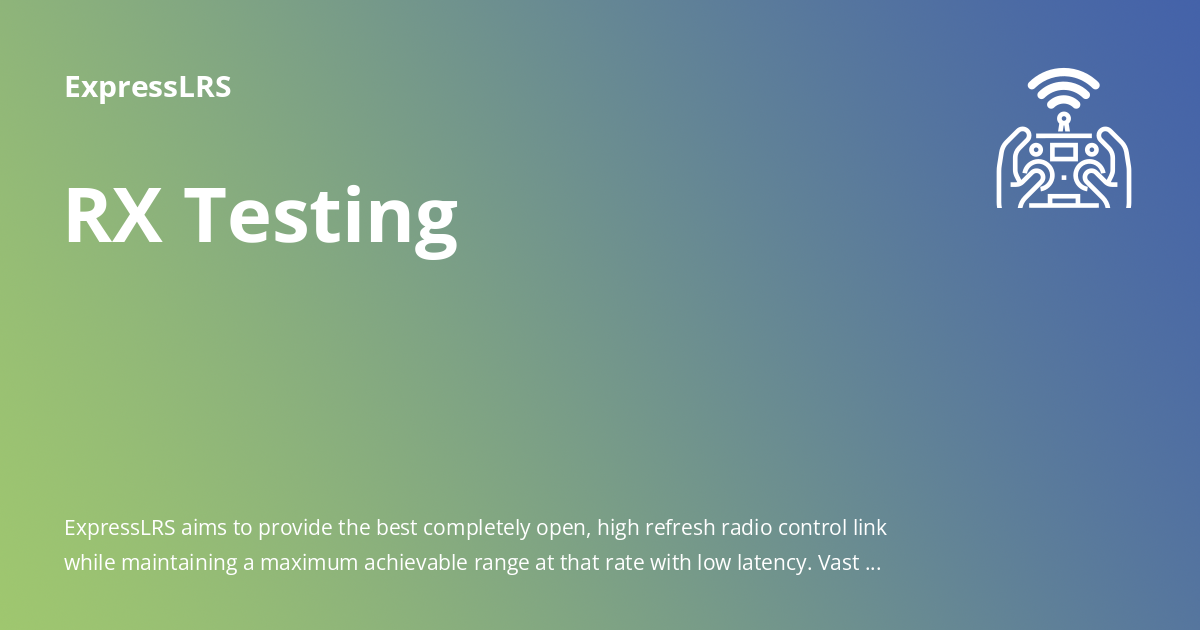 ExpressLRS
RX Testing
ExpressLRS aims to provide the best completely open, high refresh radio control link
while maintaining a maximum achievable range at that rate with low latency. Vast ...